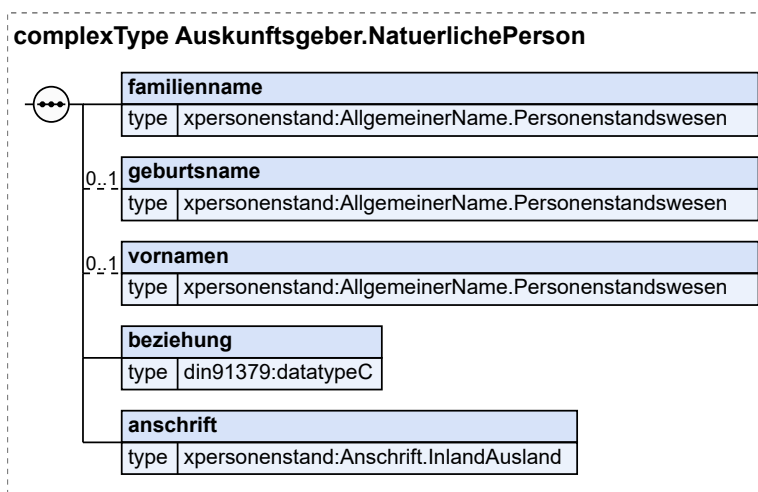 complexType Auskunftsgeber.NatuerlichePerson
familienname
type xpersonenstand:AllgemeinerName.Personenstandswesen
0..1 geburtsname
type xpersonenstand:AllgemeinerName.Personenstandswesen
0..1 vornamen
type xpersonenstand:AllgemeinerName.Personenstandswesen
beziehung
type din91379:datatypeC
anschrift
type xpersonenstand:Anschrift.InlandAusland